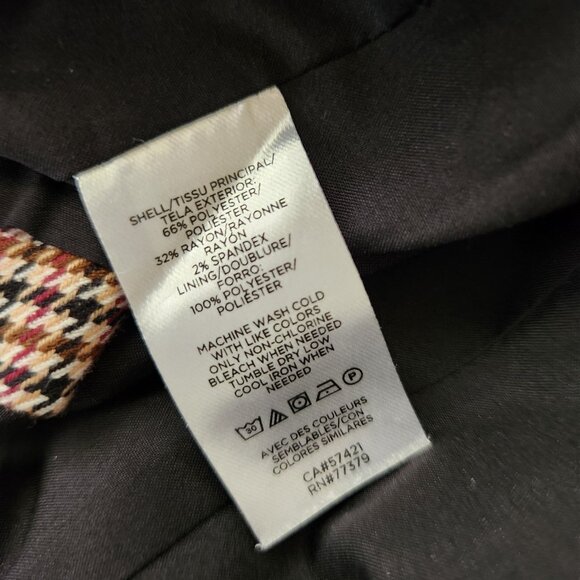 SHELL/TISSU PRINCIPAL/
TELA EXTERIOR:
66% POLYESTER/
POLIÉSTER
32% RAYON/RAYONNE
RAYON
2% SPANDEX
LINING/DOUBLURE/
FORRO:
100% POLYESTER/
POLIÉSTER
MACHINE WASH COLD
WITH LIKE COLORS
ONLY NON-CHLORINE
BLEACH WHEN NEEDED
TUMBLE DRY LOW
COOL IRON WHEN
NEEDED
30 P
AVEC DES COULEURS
SEMBLABLES/CON
COLORES SIMILARES
CA#57421
RN#77379